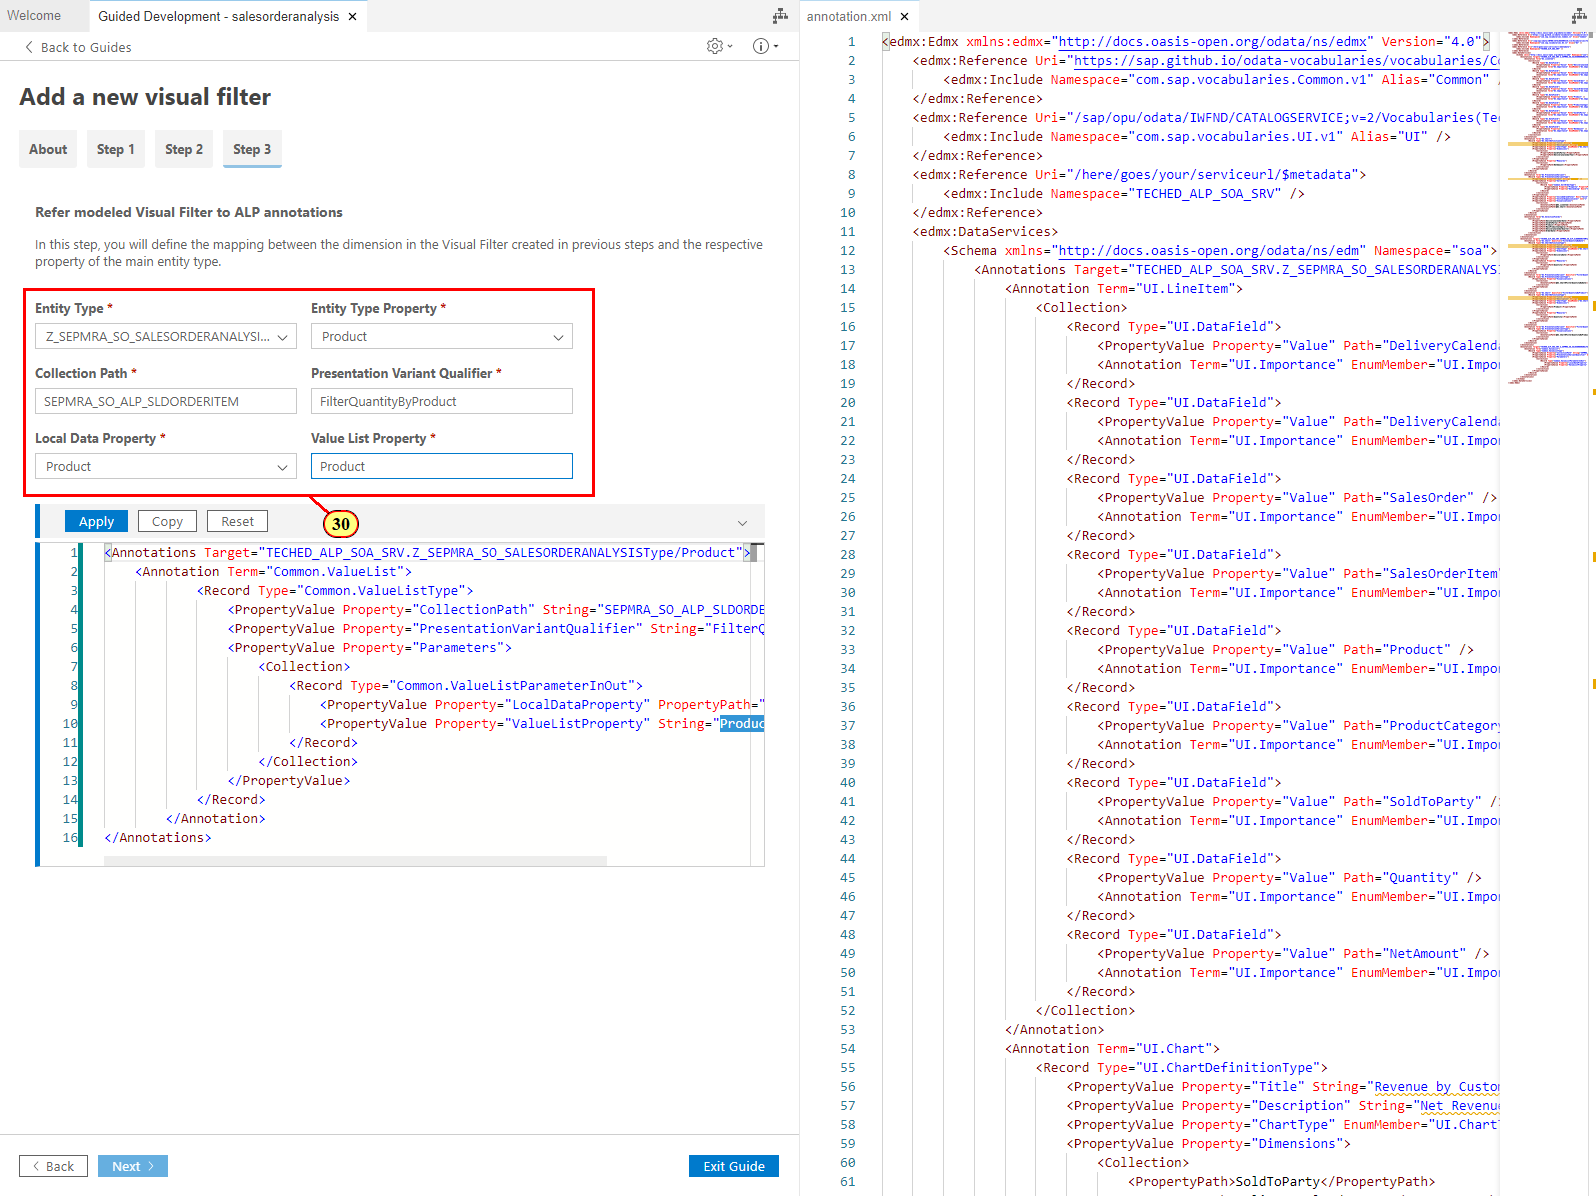 Welcome
Guided Development - salesorderanalysis ×
Back to Guides
Add a new visual filter
About
Step 1
Step 2
Step 3
Refer modeled Visual Filter to ALP annotations
In this step, you will define the mapping between the dimension in the Visual Filter created in previous steps and the respective
property of the main entity type.
Entity Type *
Entity Type Property *
Z_SEPMRA_SO_SALESORDERANALYSI...
Product
Collection Path *
Presentation Variant Qualifier *
SEPMRA_SO_ALP_SLDORDERITEM
FilterQuantityByProduct
Local Data Property *
Value List Property *
Product
Product
Apply
Copy
Reset
30
1 <Annotations Target="TECHED_ALP_SOA_SRV.Z_SEPMRA_SO_SALESORDERANALYSISType/Product">
2 <Annotation Term="Common.ValueList">
3 <Record Type="Common.ValueListType">
4 <PropertyValue Property="CollectionPath" String="SEPMRA_SO_ALP_SLDORDE
5 <PropertyValue Property="PresentationVariantQualifier" String="FilterQ
6 <PropertyValue Property="Parameters">
7 <Collection>
8 <Record Type="Common.ValueListParameterInOut">
9 <PropertyValue Property="LocalDataProperty" PropertyPath="
10 <PropertyValue Property="ValueListProperty" String="Produc
11 </Record>
12 </Collection>
13 </PropertyValue>
14 </Record>
15 </Annotation>
16 </Annotations>
Back
Next
Exit Guide
annotation.xml ×
1 <edmx:Edmx xmlns:edmx="http://docs.oasis-open.org/odata/ns/edmx" Version="4.0">
2 <edmx:Reference Uri="https://sap.github.io/odata-vocabularies/vocabularies/Co
3 <edmx:Include Namespace="com.sap.vocabularies.Common.v1" Alias="Common" /
4 </edmx:Reference>
5 <edmx:Reference Uri="/sap/opu/odata/IWFND/CATALOGSERVICE;v=2/Vocabularies(Tec
6 <edmx:Include Namespace="com.sap.vocabularies.UI.v1" Alias="UI" />
7 </edmx:Reference>
8 <edmx:Reference Uri="/here/goes/your/serviceurl/$metadata">
9 <edmx:Include Namespace="TECHED_ALP_SOA_SRV" />
10 </edmx:Reference>
11 <edmx:DataServices>
12 <Schema xmlns="http://docs.oasis-open.org/odata/ns/edm" Namespace="soa">
13 <Annotations Target="TECHED_ALP_SOA_SRV.Z_SEPMRA_SO_SALESORDERANALYSI
14 <Annotation Term="UI.LineItem">
15 <Collection>
16 <Record Type="UI.DataField">
17 <PropertyValue Property="Value" Path="DeliveryCalenda
18 <Annotation Term="UI.Importance" EnumMember="UI.Impor
19 </Record>
20 <Record Type="UI.DataField">
21 <PropertyValue Property="Value" Path="DeliveryCalenda
22 <Annotation Term="UI.Importance" EnumMember="UI.Impor
23 </Record>
24 <Record Type="UI.DataField">
25 <PropertyValue Property="Value" Path="SalesOrder" />
26 <Annotation Term="UI.Importance" EnumMember="UI.Impor
27 </Record>
28 <Record Type="UI.DataField">
29 <PropertyValue Property="Value" Path="SalesOrderItem"
30 <Annotation Term="UI.Importance" EnumMember="UI.Impor
31 </Record>
32 <Record Type="UI.DataField">
33 <PropertyValue Property="Value" Path="Product" />
34 <Annotation Term="UI.Importance" EnumMember="UI.Impor
35 </Record>
36 <Record Type="UI.DataField">
37 <PropertyValue Property="Value" Path="ProductCategory
38 <Annotation Term="UI.Importance" EnumMember="UI.Impor
39 </Record>
40 <Record Type="UI.DataField">
41 <PropertyValue Property="Value" Path="SoldToParty" /
42 <Annotation Term="UI.Importance" EnumMember="UI.Impor
43 </Record>
44 <Record Type="UI.DataField">
45 <PropertyValue Property="Value" Path="Quantity" />
46 <Annotation Term="UI.Importance" EnumMember="UI.Impor
47 </Record>
48 <Record Type="UI.DataField">
49 <PropertyValue Property="Value" Path="NetAmount" />
50 <Annotation Term="UI.Importance" EnumMember="UI.Impor
51 </Record>
52 </Collection>
53 </Annotation>
54 <Annotation Term="UI.Chart">
55 <Record Type="UI.ChartDefinitionType">
56 <PropertyValue Property="Title" String="Revenue by Custo
57 <PropertyValue Property="Description" String="Net Revenue
58 <PropertyValue Property="ChartType" EnumMember="UI.ChartT
59 <PropertyValue Property="Dimensions">
60 <Collection>
61 <PropertyPath>SoldToParty</PropertyPath>